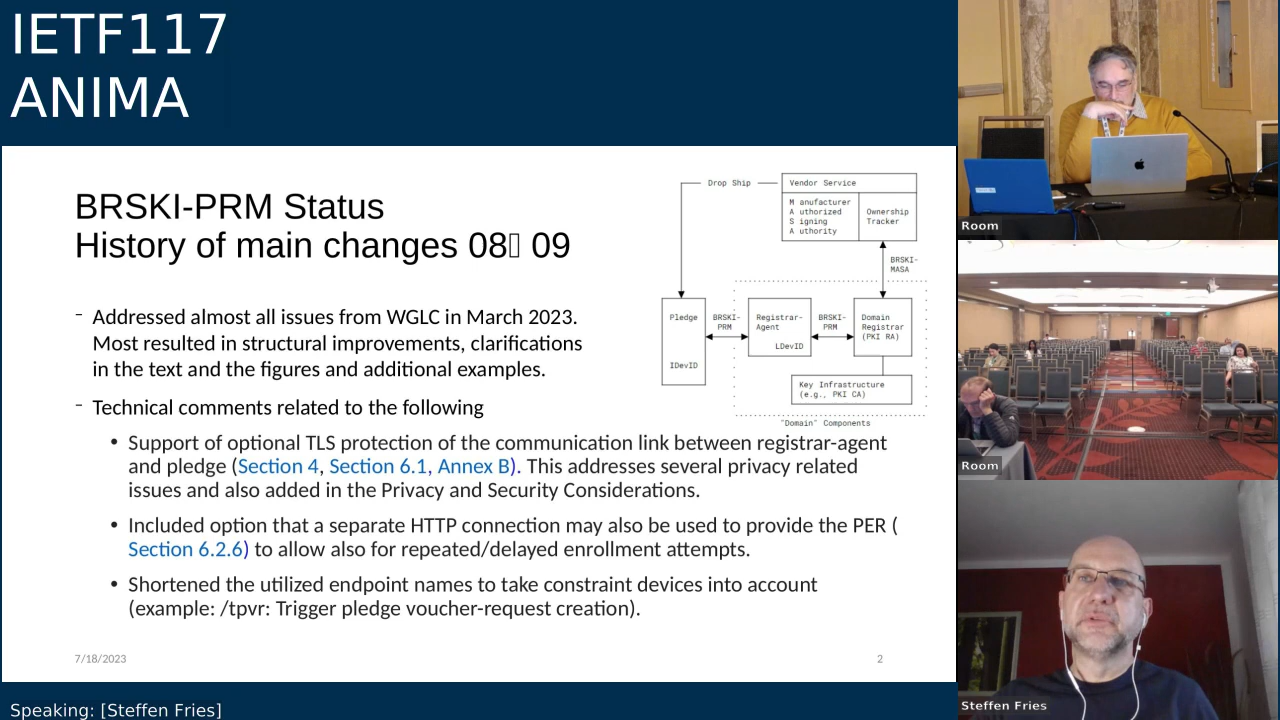 IETF117
ANIMA
BRSKI-PRM Status
History of main changes 08▯ 09
⁻ Addressed almost all issues from WGLC in March 2023.
Most resulted in structural improvements, clarifications
in the text and the figures and additional examples.
⁻ Technical comments related to the following
• Support of optional TLS protection of the communication link between registrar-agent
and pledge (Section 4, Section 6.1, Annex B). This addresses several privacy related
issues and also added in the Privacy and Security Considerations.
• Included option that a separate HTTP connection may also be used to provide the PER (
Section 6.2.6) to allow also for repeated/delayed enrollment attempts.
• Shortened the utilized endpoint names to take constraint devices into account
(example: /tpvr: Trigger pledge voucher-request creation).
Drop Ship
Vendor Service
M anufacturer
A uthorized
S igning
A uthority
Ownership
Tracker
BRSKI-
MASA
Pledge
IDevID
BRSKI-
PRM
Registrar-
Agent
LDevID
BRSKI-
PRM
Domain
Registrar
(PKI RA)
Key Infrastructure
(e.g., PKI CA)
"Domain" Components
7/18/2023
2
Speaking: [Steffen Fries]
Room
Room
Steffen Fries